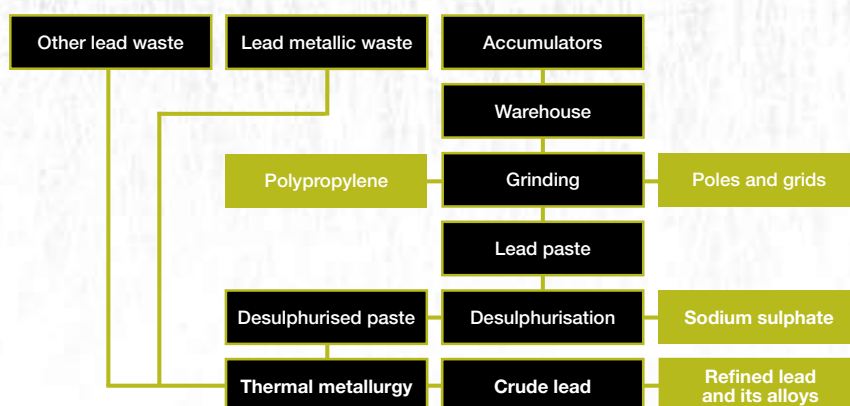 Other lead waste
Lead metallic waste
Accumulators
Warehouse
Polypropylene
Grinding
Poles and grids
Lead paste
Desulphurised paste
Desulphurisation
Sodium sulphate
Thermal metallurgy
Crude lead
Refined lead
and its alloys